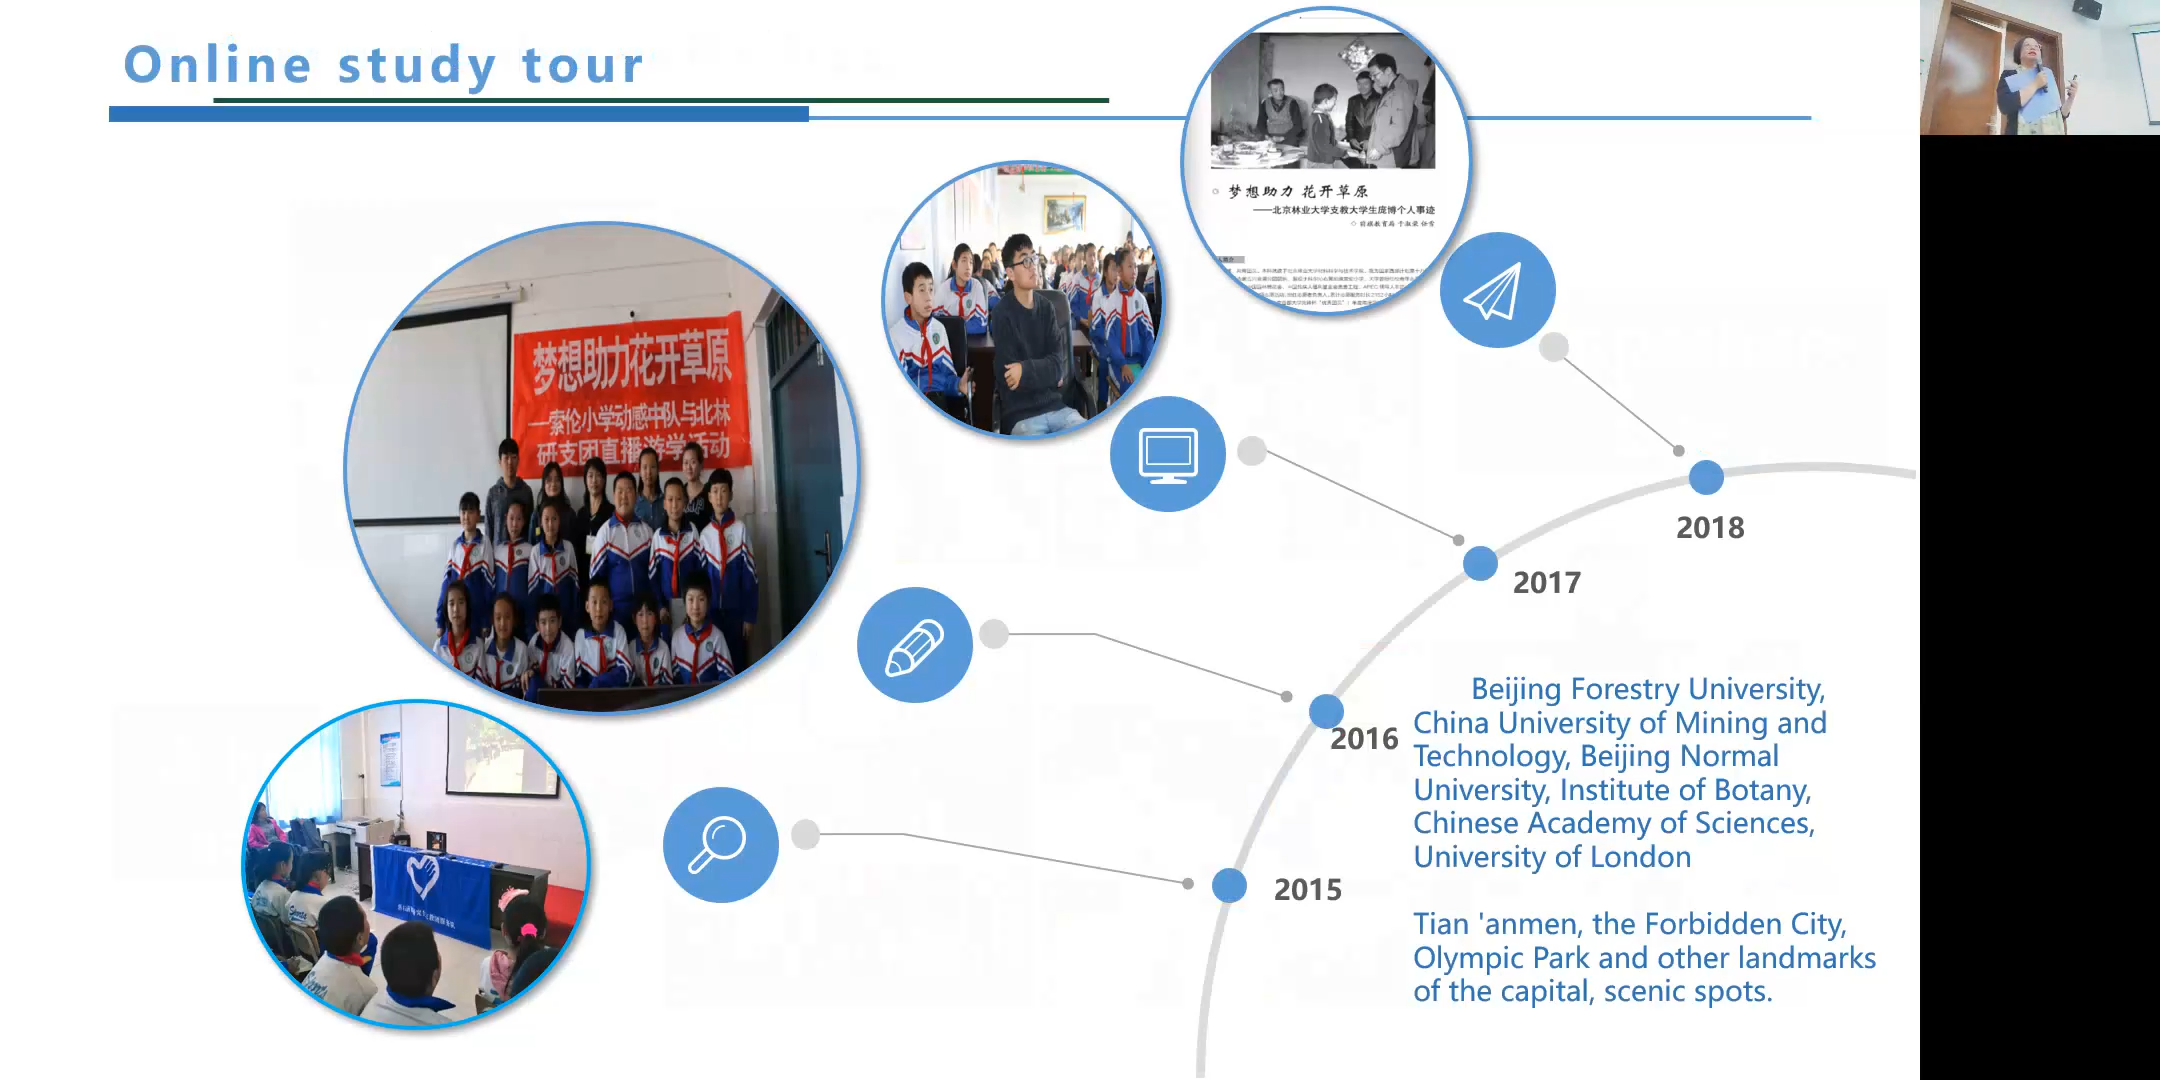 Online study tour
梦想助力 花开草原
——北京林业大学支教大学生庞博个人事迹
梦想助力花开草原
—索伦小学动感中队与北林
研支团直播游学活动
2018
2017
2016
2015
Beijing Forestry University,
China University of Mining and
Technology, Beijing Normal
University, Institute of Botany,
Chinese Academy of Sciences,
University of London
Tian 'anmen, the Forbidden City,
Olympic Park and other landmarks
of the capital, scenic spots.